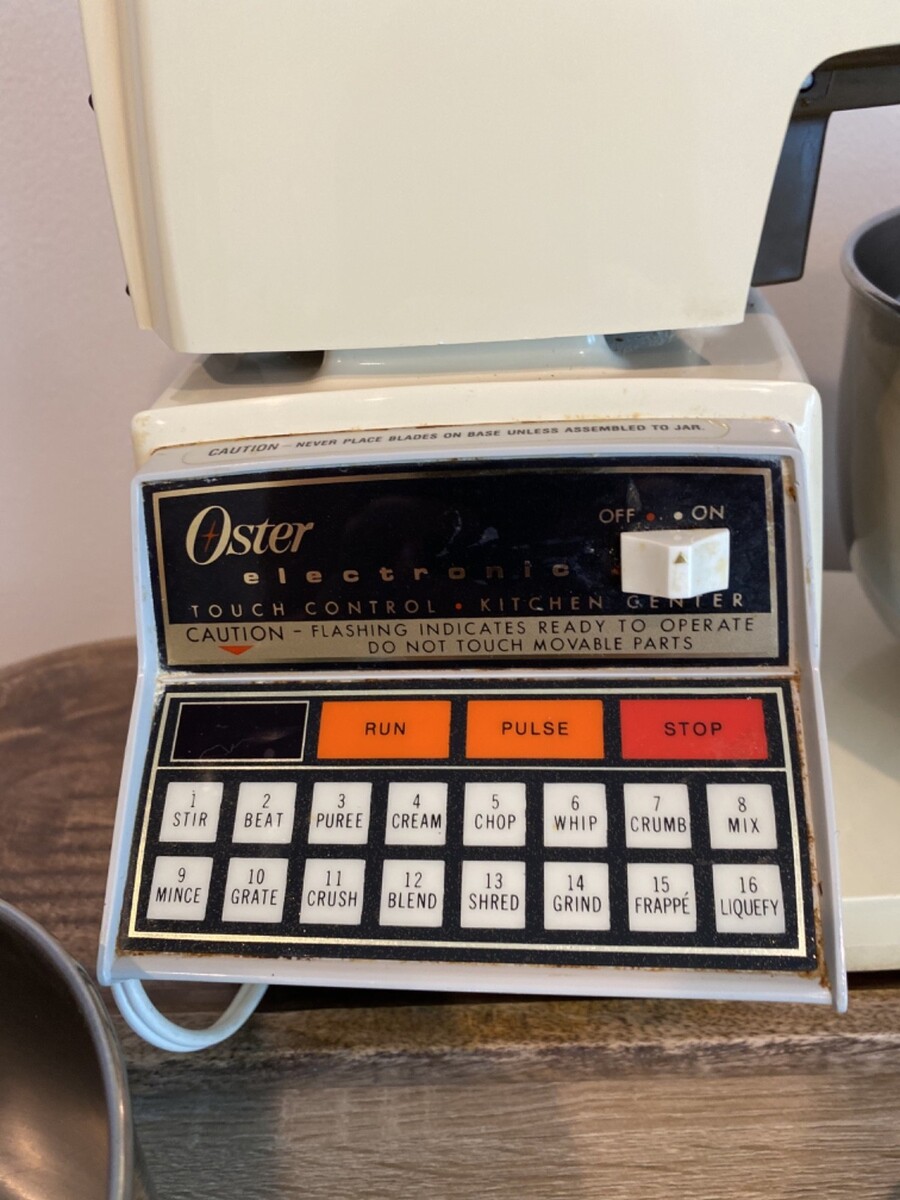 CAUTION – NEVER PLACE BLADES ON BASE UNLESS ASSEMBLED TO JAR.
Oster
OFF • • ON
electronic
TOUCH CONTROL • KITCHEN CENTER
CAUTION – FLASHING INDICATES READY TO OPERATE
DO NOT TOUCH MOVABLE PARTS
RUN PULSE STOP
1 2 3 4 5 6 7 8
STIR BEAT PUREE CREAM CHOP WHIP CRUMB MIX
9 10 11 12 13 14 15 16
MINCE GRATE CRUSH BLEND SHRED GRIND FRAPPÉ LIQUEFY